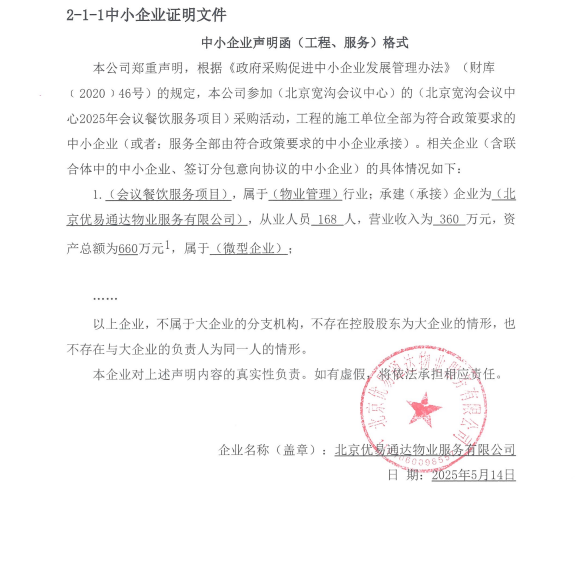 2-1-1中小企业证明文件
中小企业声明函（工程、服务）格式
本公司郑重声明，根据《政府采购促进中小企业发展管理办法》（财库
﹝2020﹞46号）的规定，本公司参加（北京宽沟会议中心）的（北京宽沟会议中
心2025年会议餐饮服务项目）采购活动，工程的施工单位全部为符合政策要求的
中小企业（或者：服务全部由符合政策要求的中小企业承接）。相关企业（含联
合体中的中小企业、签订分包意向协议的中小企业）的具体情况如下：
1.（会议餐饮服务项目），属于（物业管理）行业；承建（承接）企业为（北
京优易通达物业服务有限公司），从业人员 168 人，营业收入为 360 万元，资
产总额为660万元1，属于（微型企业）；
……
以上企业，不属于大企业的分支机构，不存在控股股东为大企业的情形，也
不存在与大企业的负责人为同一人的情形。
本企业对上述声明内容的真实性负责。如有虚假，将依法承担相应责任。
北京优易通达物业服务有限公司
企业名称（盖章）：北京优易通达物业服务有限公司
日 期：2025年5月14日